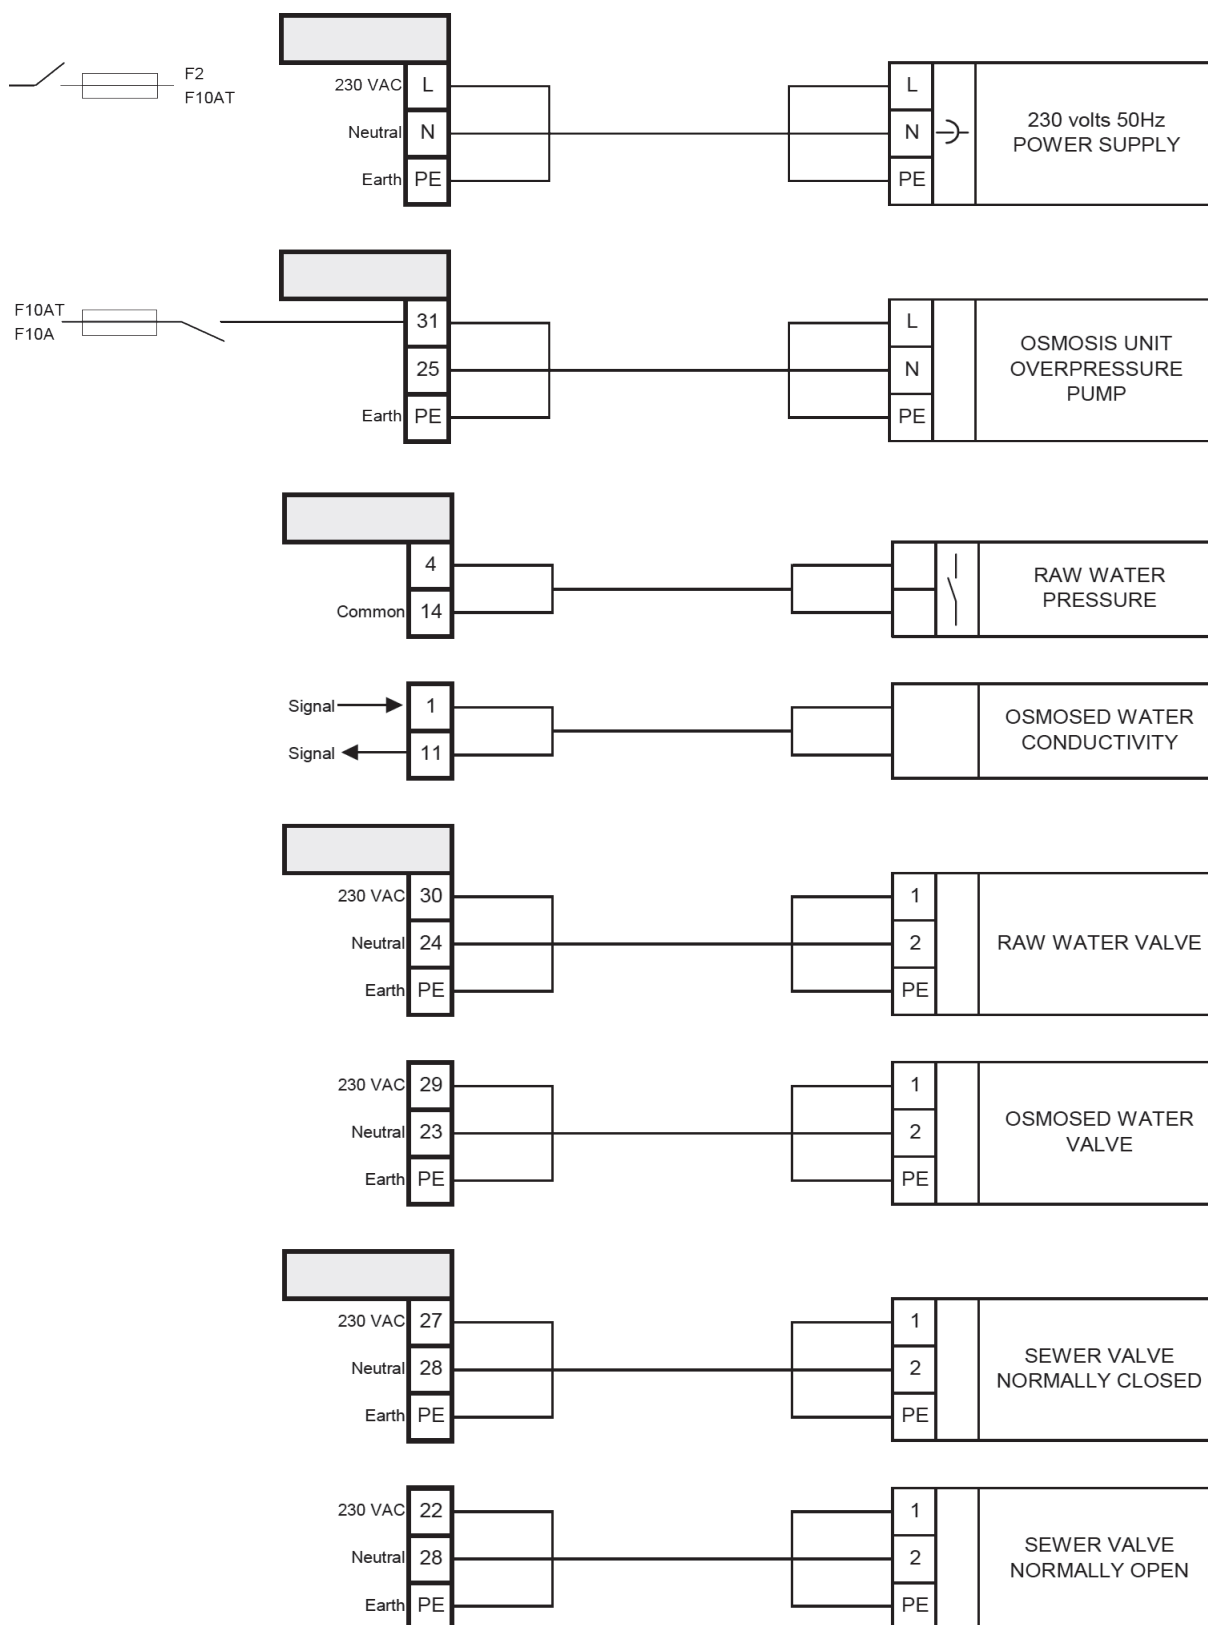 F2
F10AT
230 VAC L
Neutral N
Earth PE
L
N
PE
230 volts 50Hz
POWER SUPPLY
F10AT
F10A
31
25
Earth PE
L
N
PE
OSMOSIS UNIT
OVERPRESSURE
PUMP
4
Common 14
RAW WATER
PRESSURE
Signal 1
Signal 11
OSMOSED WATER
CONDUCTIVITY
230 VAC 30
Neutral 24
Earth PE
1
2
PE
RAW WATER VALVE
230 VAC 29
Neutral 23
Earth PE
1
2
PE
OSMOSED WATER
VALVE
230 VAC 27
Neutral 28
Earth PE
1
2
PE
SEWER VALVE
NORMALLY CLOSED
230 VAC 22
Neutral 28
Earth PE
1
2
PE
SEWER VALVE
NORMALLY OPEN